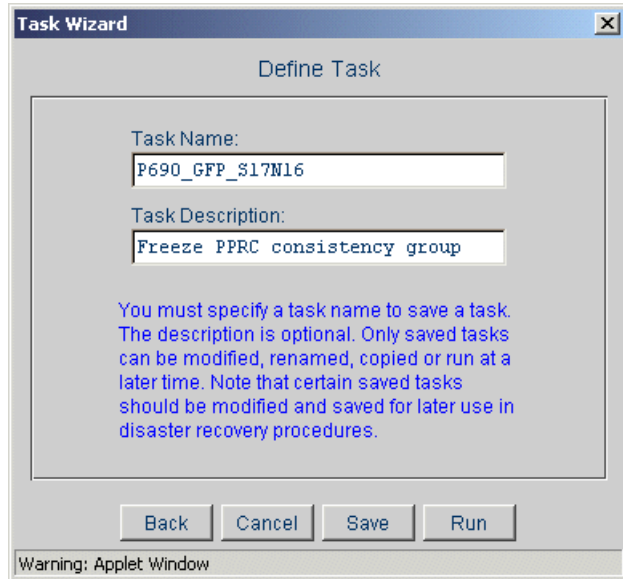 Task Wizard
Define Task
Task Name:
P690_GFP_S17N16
Task Description:
Freeze PPRC consistency group
You must specify a task name to save a task.
The description is optional. Only saved tasks
can be modified, renamed, copied or run at a
later time. Note that certain saved tasks
should be modified and saved for later use in
disaster recovery procedures.
Back Cancel Save Run
Warning: Applet Window